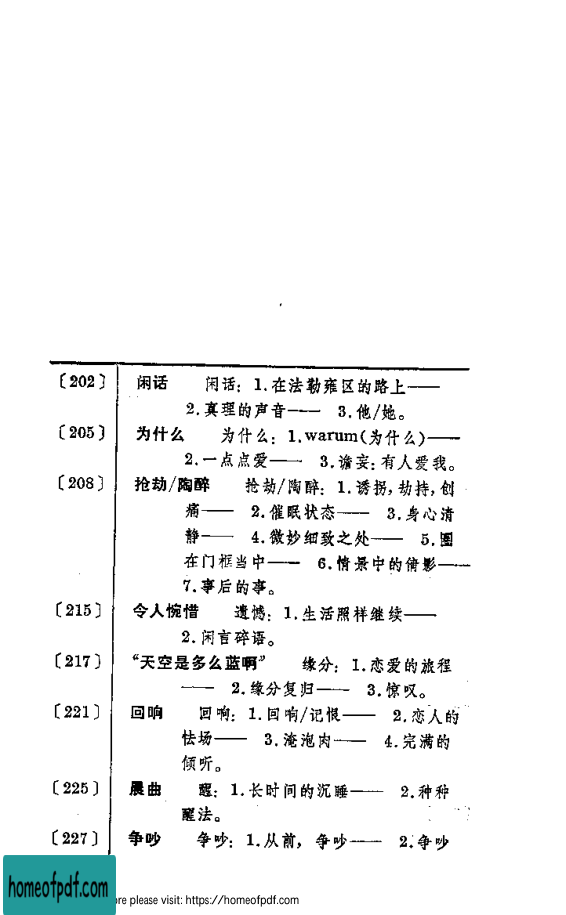 〔202〕 闲话 闲话：1.在法勒雍区的路上——
2.真理的声音—— 3.他/她。
〔205〕 为什么 为什么：1.warum(为什么)——
2.一点点爱—— 3.谵妄：有人爱我。
〔208〕 抢劫/陶醉 抢劫/陶醉：1.诱拐，劫持，创
痛—— 2.催眠状态—— 3.身心清
静—— 4.微妙细致之处—— 5.圈
在门框当中—— 6.情景中的倩影——
7.事后的事。
〔215〕 令人惋惜 遗憾：1.生活照样继续——
2.闲言碎语。
〔217〕 “天空是多么蓝啊” 缘分：1.恋爱的旅程
—— 2.缘分复归—— 3.惊叹。
〔221〕 回响 回响：1.回响/记恨—— 2.恋人的
怯场—— 3.淹泡肉—— 4.完满的
倾听。
〔225〕 晨曲 醒：1.长时间的沉睡—— 2.种种
醒法。
〔227〕 争吵 争吵：1.从前，争吵—— 2.争吵
homeofpdf.com
re please visit: https://homeofpdf.com